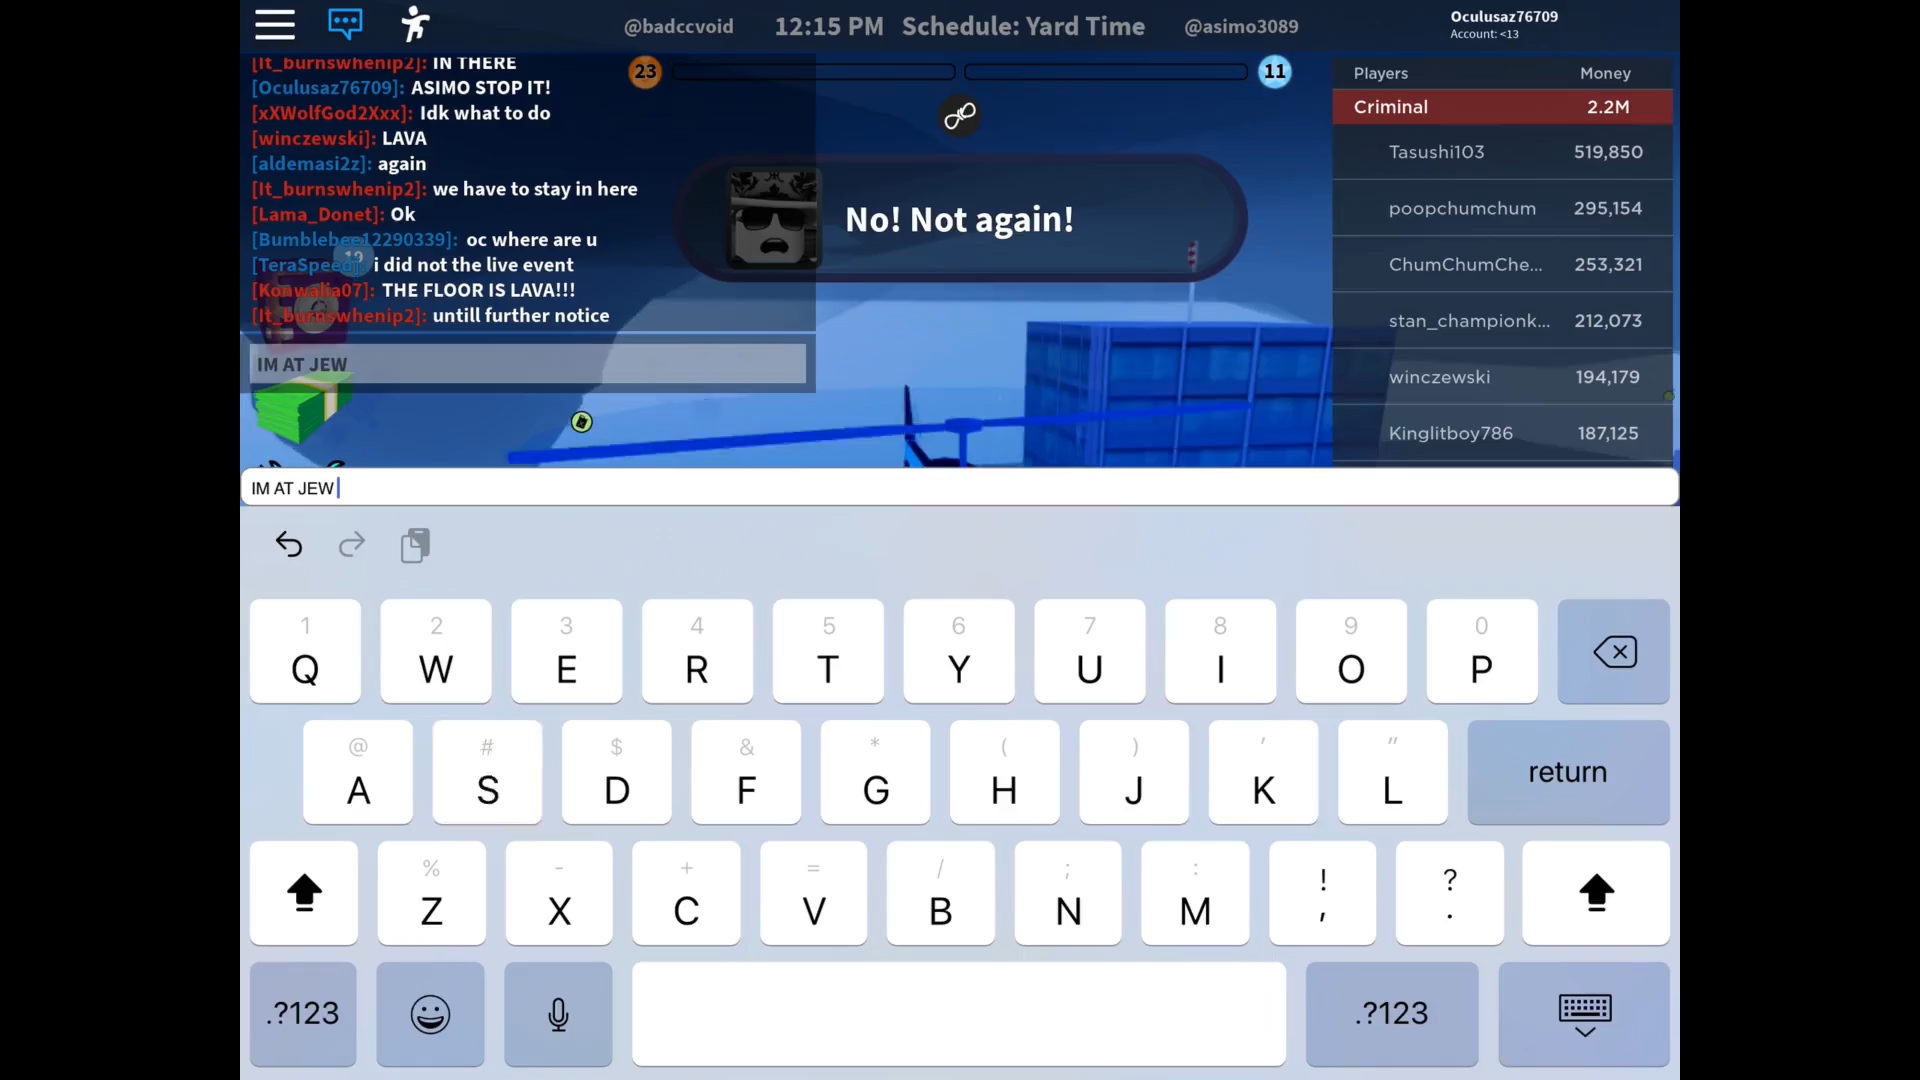 @badccvoid 12:15 PM Schedule: Yard Time @asimo3089
Oculusaz76709
Account: <13
23
11
[It_burnswhenip2]: IN THERE
[Oculusaz76709]: ASIMO STOP IT!
[xXWolfGod2Xxx]: Idk what to do
[winczewski]: LAVA
[aldemasi2z]: again
[It_burnswhenip2]: we have to stay in here
[Lama_Donet]: Ok
[Bumblebee12290339]: oc where are u
i did not the live event
[Konwalia07]: THE FLOOR IS LAVA!!!
[It_burnswhenip2]: untill further notice
IM AT JEW
19
No! Not again!
Players Money
Criminal 2.2M
Tasushi103 519,850
poopchumchum 295,154
ChumChumChe... 253,321
stan_championk... 212,073
winczewski 194,179
Kinglitboy786 187,125
IM AT JEW
1 2 3 4 5 6 7 8 9 0
Q W E R T Y U I O P
@ # $ & * ( ) ' "
A S D F G H J K L return
% - + = / ; : ! ?
Z X C V B N M , .
.?123 .?123